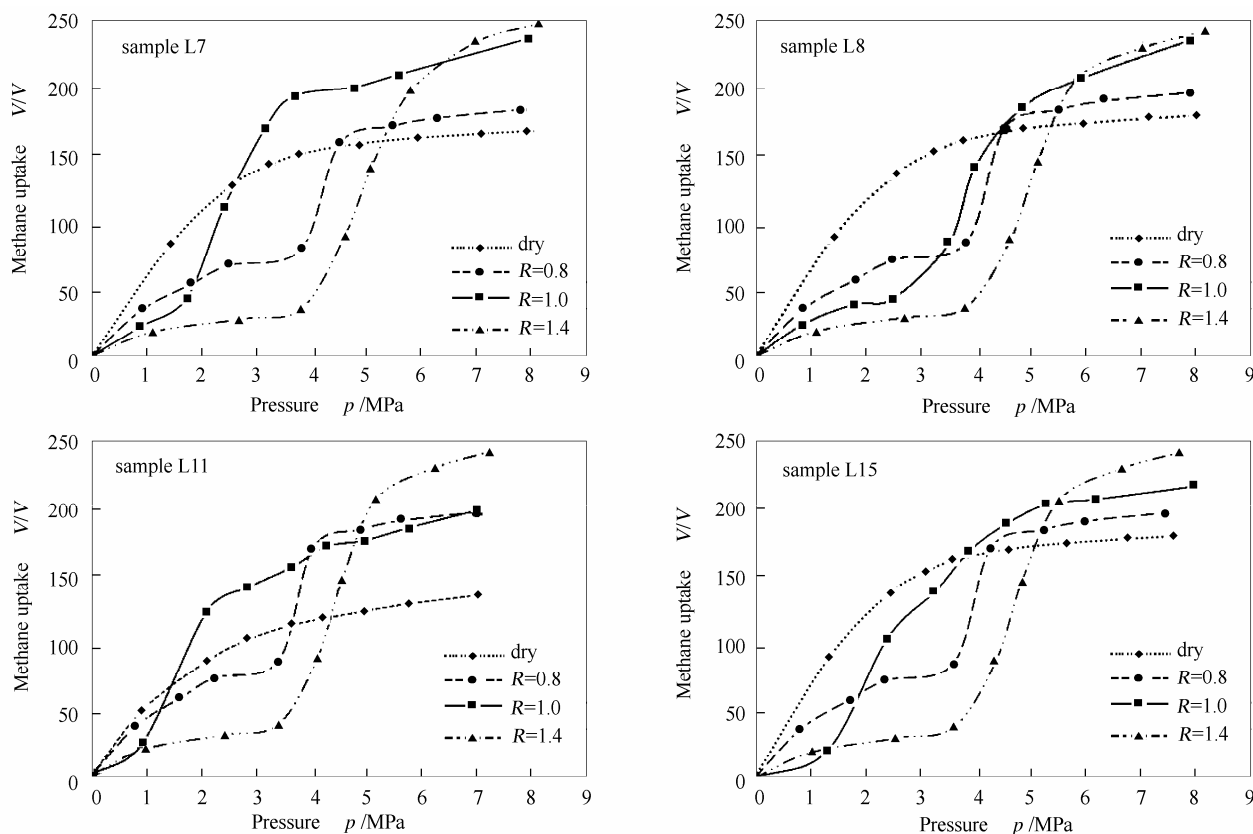 250
200
150
100
50
0
Methane uptake V/V
sample L7
dry
R=0.8
R=1.0
R=1.4
0 1 2 3 4 5 6 7 8 9
Pressure p /MPa
250
200
150
100
50
0
Methane uptake V/V
sample L8
dry
R=0.8
R=1.0
R=1.4
0 1 2 3 4 5 6 7 8 9
Pressure p /MPa
250
200
150
100
50
0
Methane uptake V/V
sample L11
dry
R=0.8
R=1.0
R=1.4
0 1 2 3 4 5 6 7 8 9
Pressure p /MPa
250
200
150
100
50
0
Methane uptake V/V
sample L15
dry
R=0.8
R=1.0
R=1.4
0 1 2 3 4 5 6 7 8 9
Pressure p /MPa